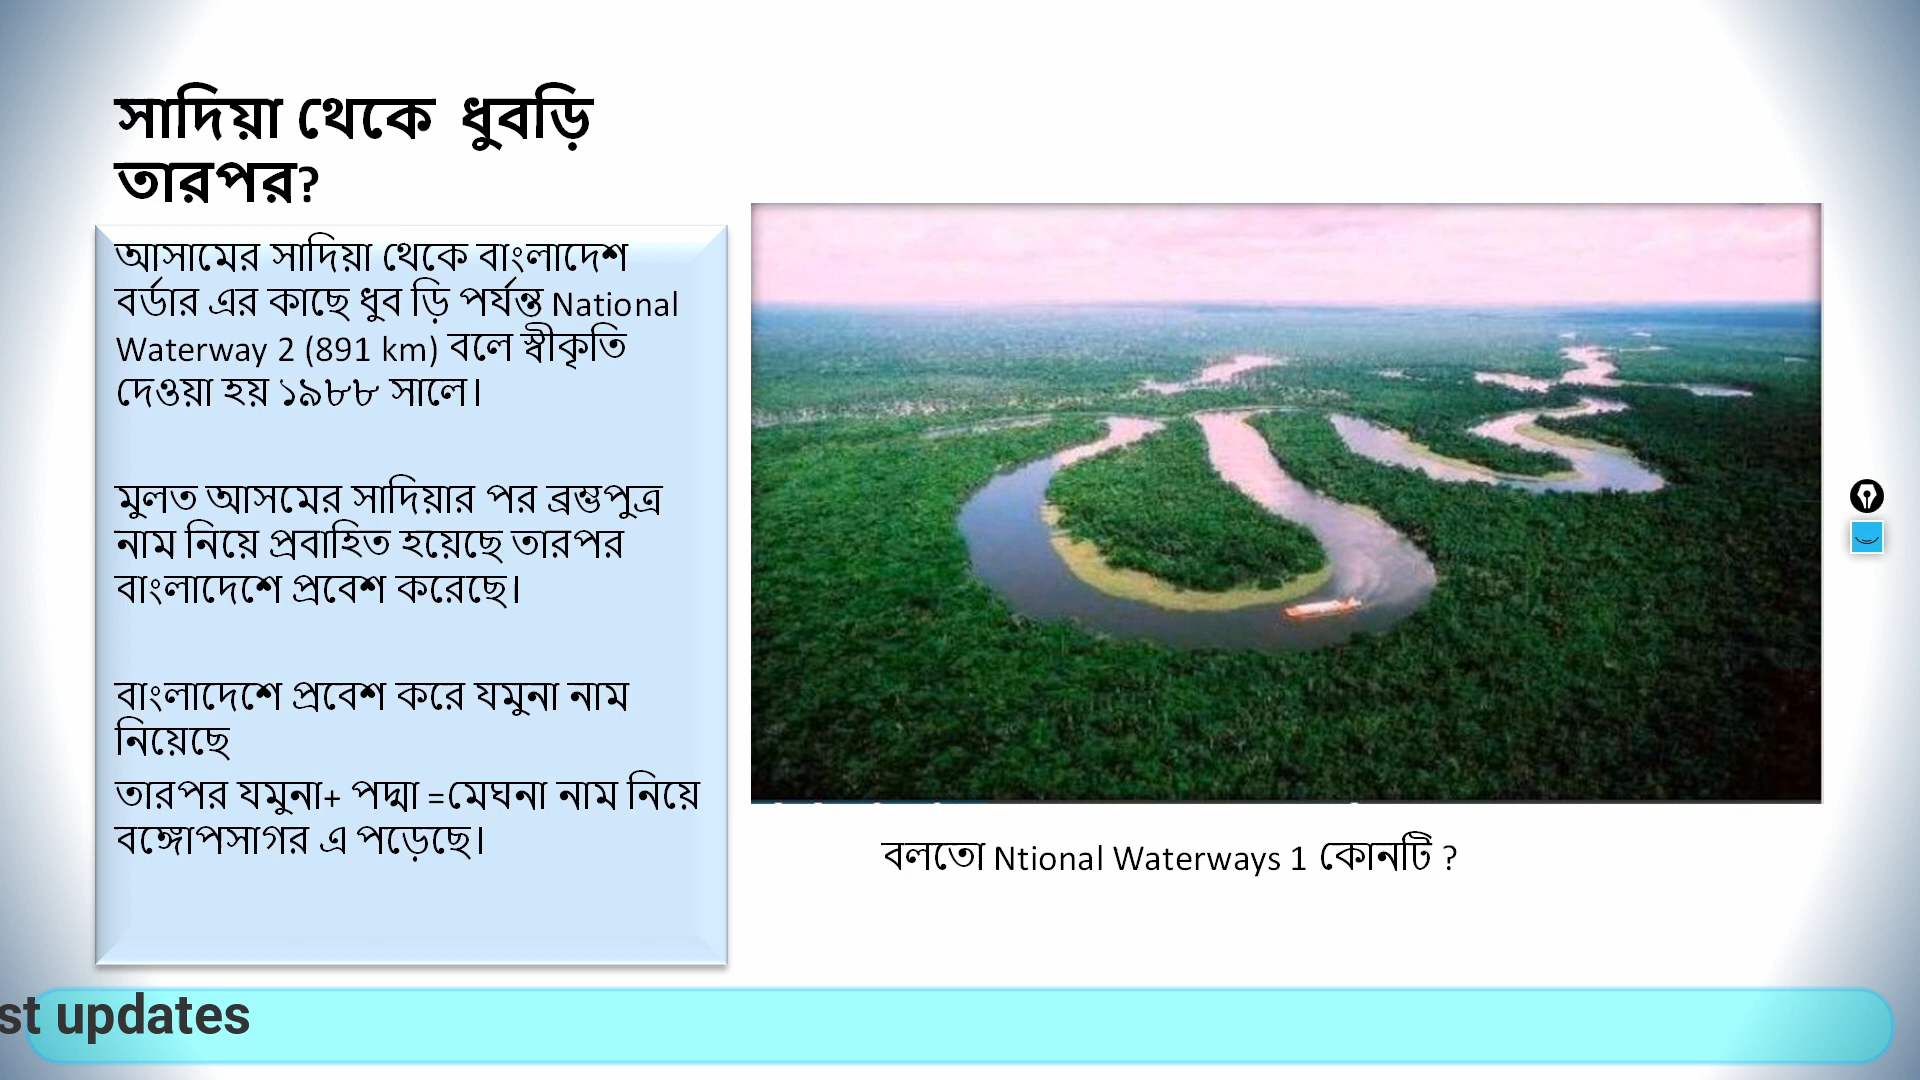 সাদিয়া থেকে ধুবড়ি
তারপর?
আসামের সাদিয়া থেকে বাংলাদেশ
বর্ডার এর কাছে ধুব ড়ি পর্যন্ত National
Waterway 2 (891 km) বলে স্বীকৃতি
দেওয়া হয় ১৯৮৮ সালে।
মুলত আসমের সাদিয়ার পর ব্রম্ভপুত্র
নাম নিয়ে প্রবাহিত হয়েছে তারপর
বাংলাদেশে প্রবেশ করেছে।
বাংলাদেশে প্রবেশ করে যমুনা নাম
নিয়েছে
তারপর যমুনা+ পদ্মা =মেঘনা নাম নিয়ে
বঙ্গোপসাগর এ পড়েছে।
বলতো Ntional Waterways 1 কোনটি ?
st updates